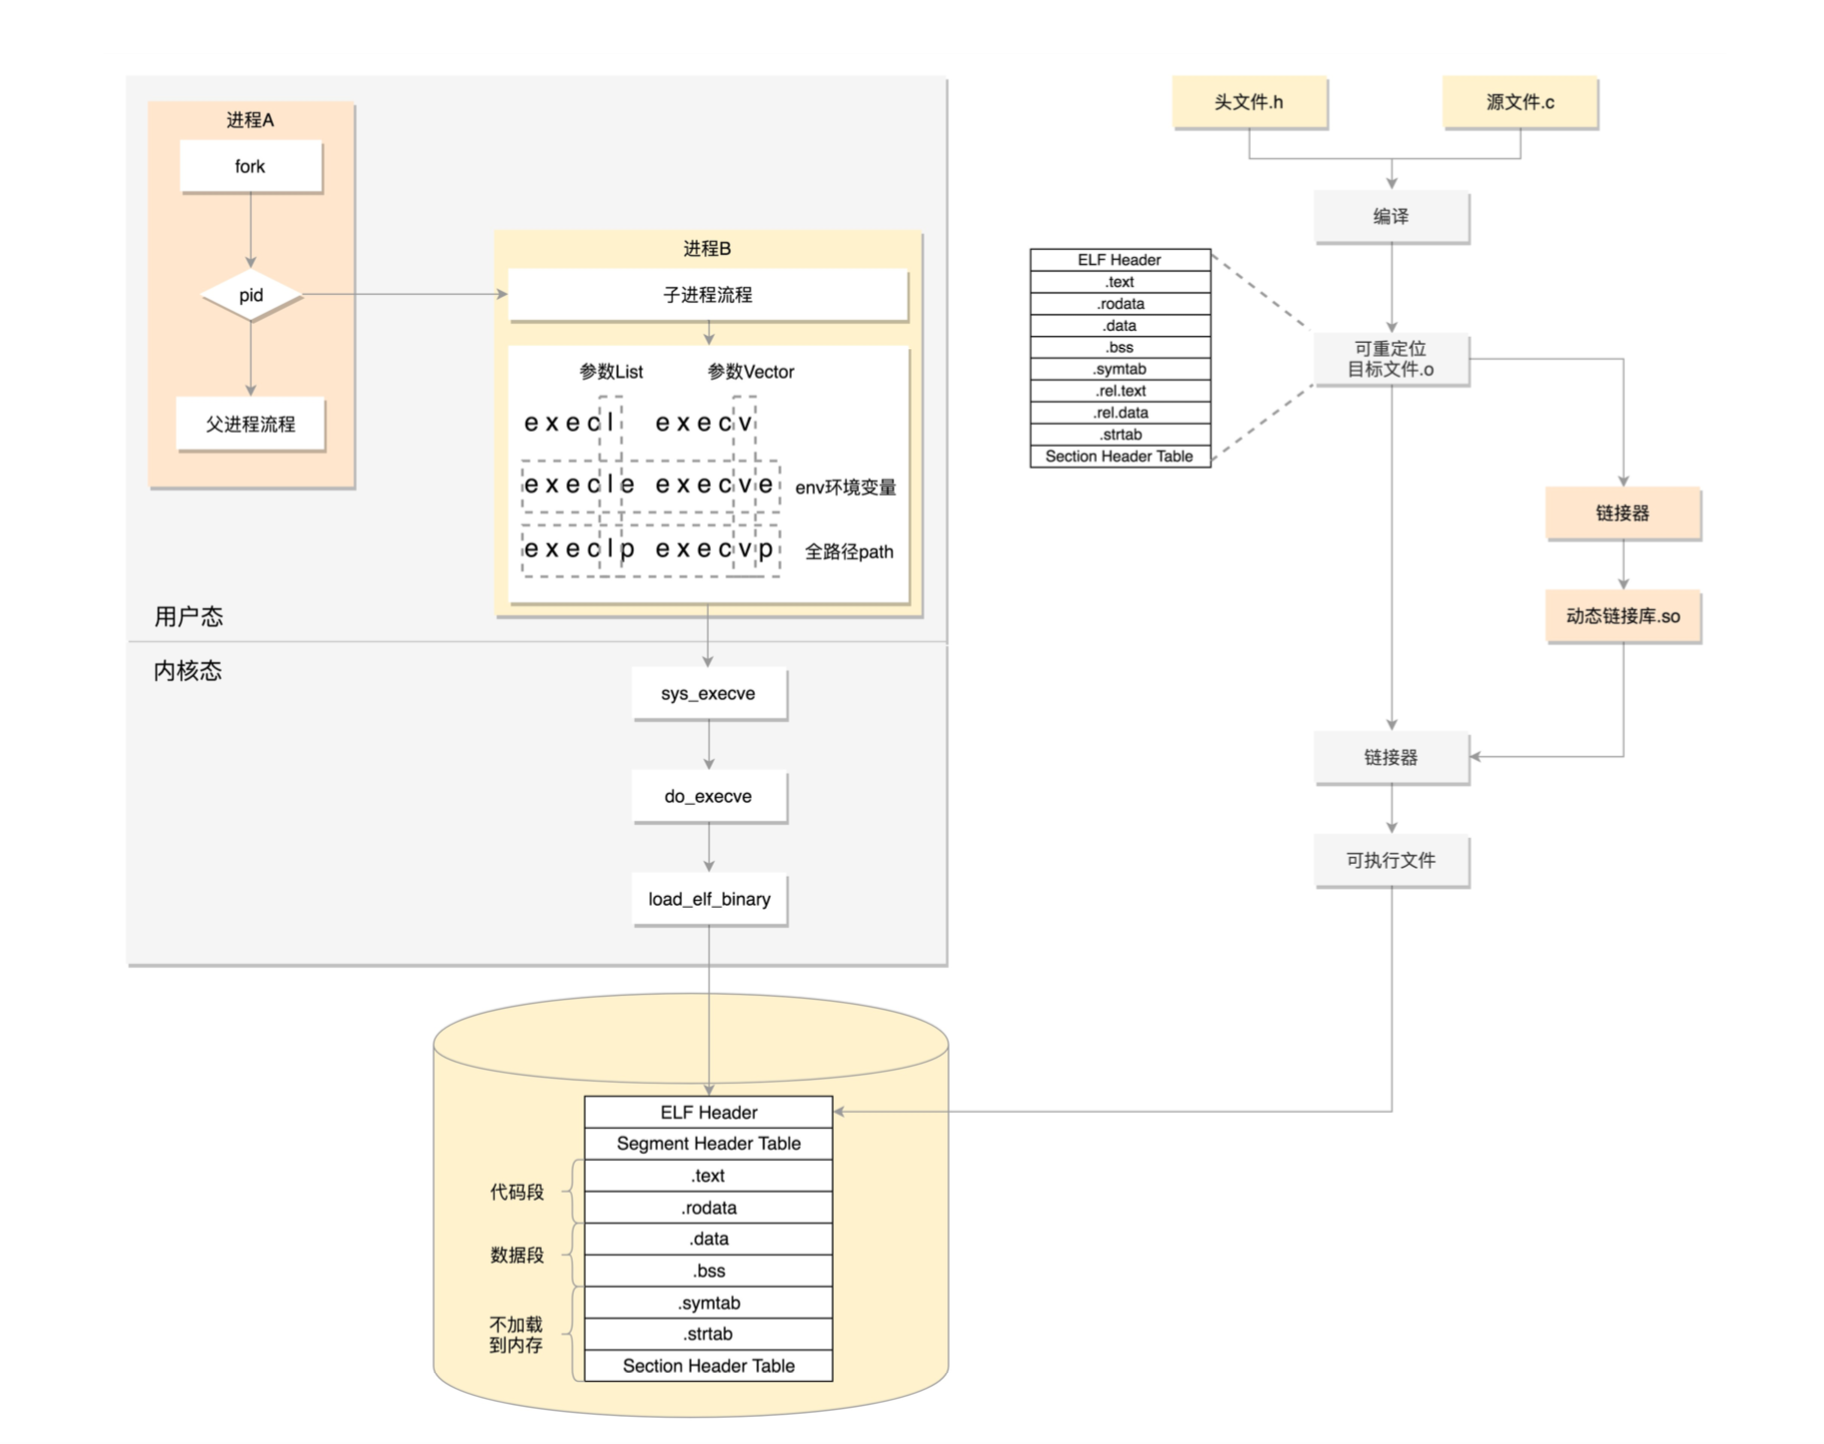 进程A
fork
pid
父进程流程
进程B
子进程流程
参数List 参数Vector
execl execv
execle execve env环境变量
execlp execvp 全路径path
用户态
内核态
sys_execve
do_execve
load_elf_binary
头文件.h
源文件.c
编译
ELF Header
.text
.rodata
.data
.bss
.symtab
.rel.text
.rel.data
.strtab
Section Header Table
可重定位
目标文件.o
链接器
动态链接库.so
链接器
可执行文件
ELF Header
Segment Header Table
代码段
.text
.rodata
数据段
.data
.bss
不加载
到内存
.symtab
.strtab
Section Header Table